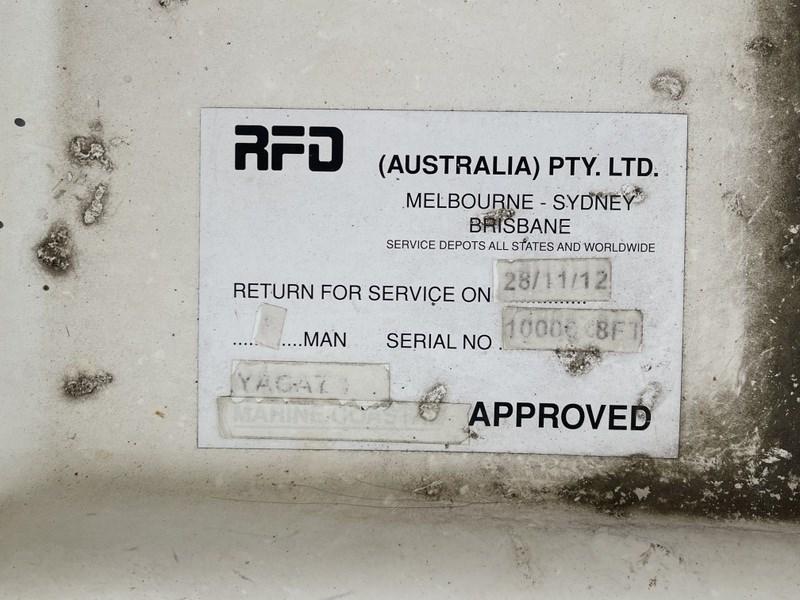 RFD
(AUSTRALIA) PTY. LTD.
MELBOURNE - SYDNEY
BRISBANE
SERVICE DEPOTS ALL STATES AND WORLDWIDE
RETURN FOR SERVICE ON 28/11/12
MAN SERIAL NO.
MARINE
APPROVED